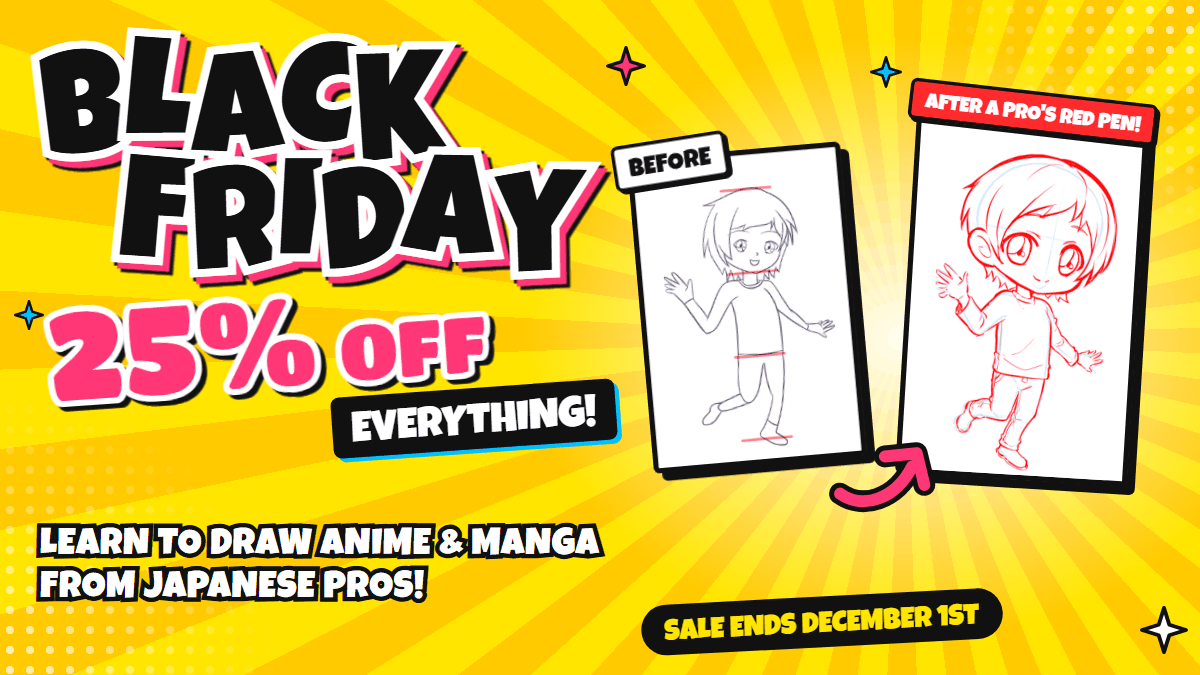 BLACK
FRIDAY
25% OFF
EVERYTHING!
LEARN TO DRAW ANIME & MANGA
FROM JAPANESE PROS!
BEFORE
AFTER A PRO'S RED PEN!
SALE ENDS DECEMBER 1ST